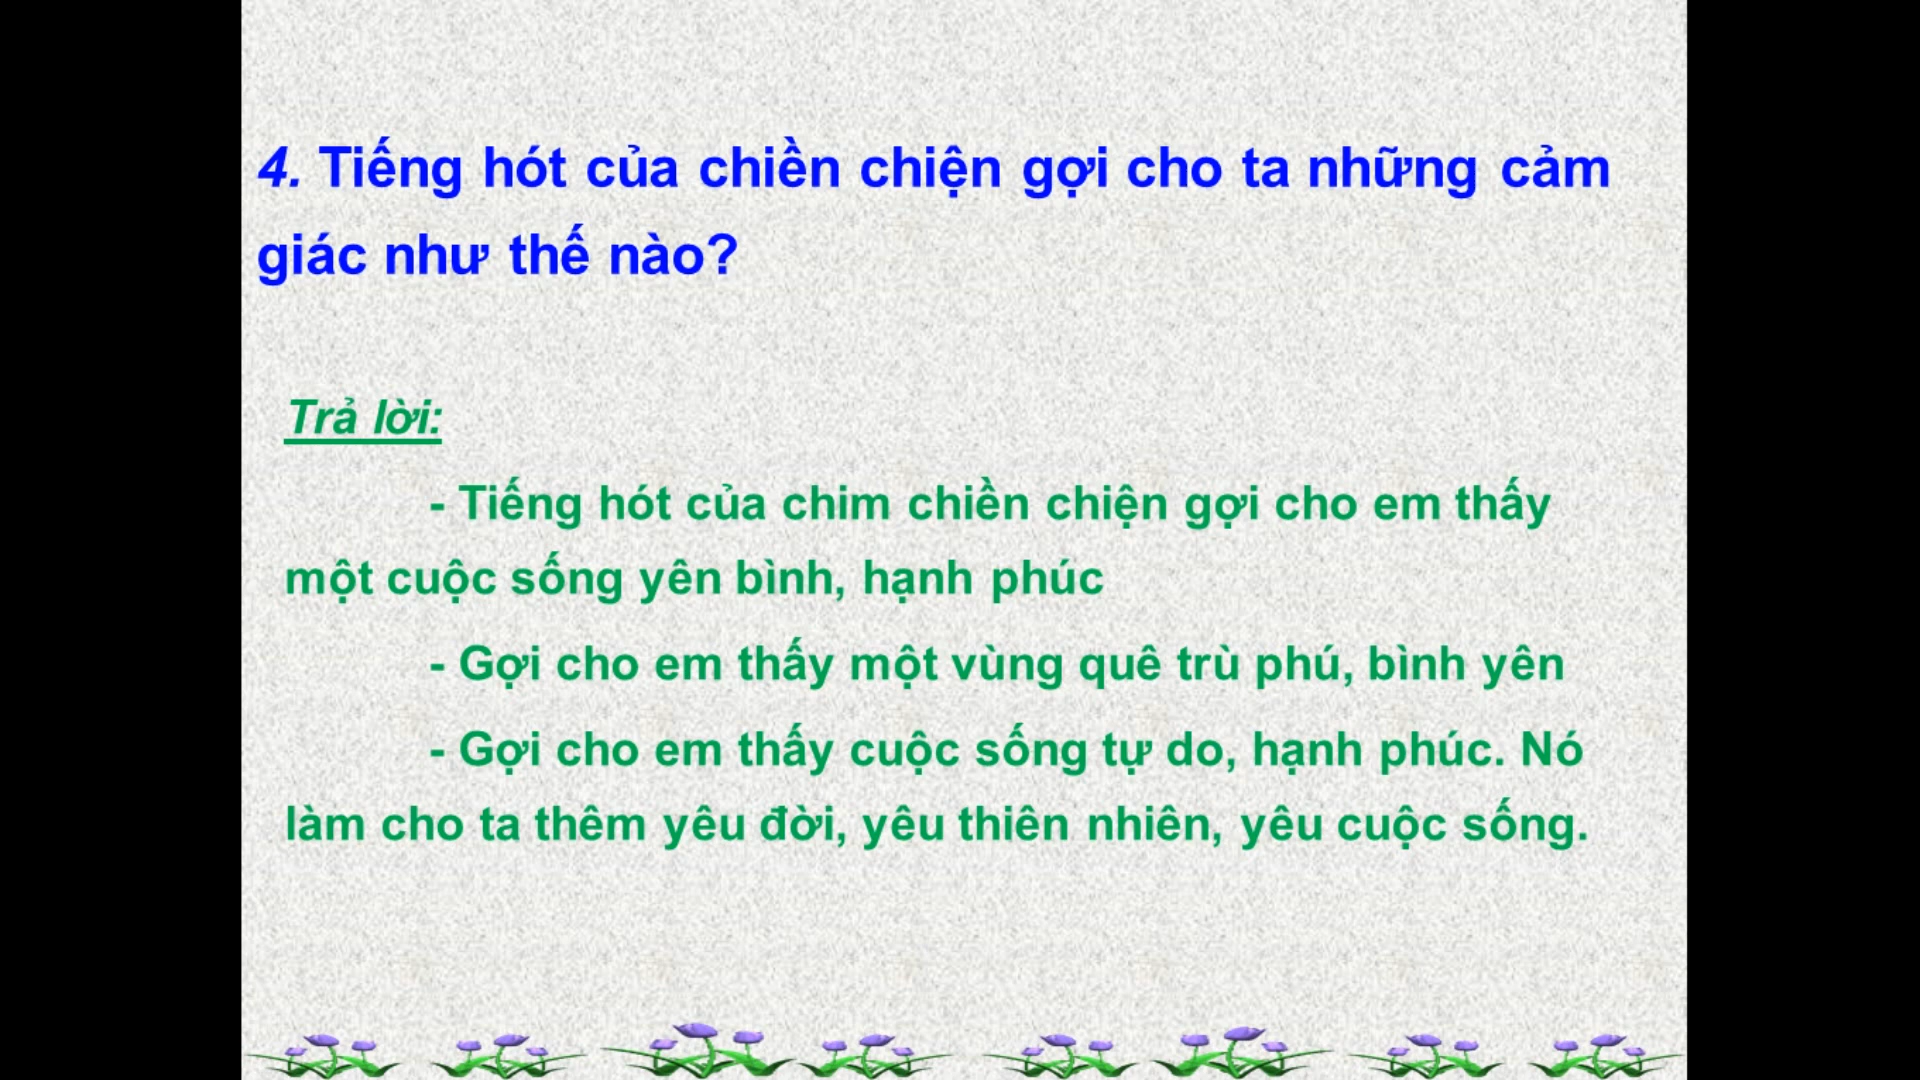 4. Tiếng hót của chiền chiện gợi cho ta những cảm
giác như thế nào?
Trả lời:
- Tiếng hót của chim chiền chiện gợi cho em thấy
một cuộc sống yên bình, hạnh phúc
- Gợi cho em thấy một vùng quê trù phú, bình yên
- Gợi cho em thấy cuộc sống tự do, hạnh phúc. Nó
làm cho ta thêm yêu đời, yêu thiên nhiên, yêu cuộc sống.